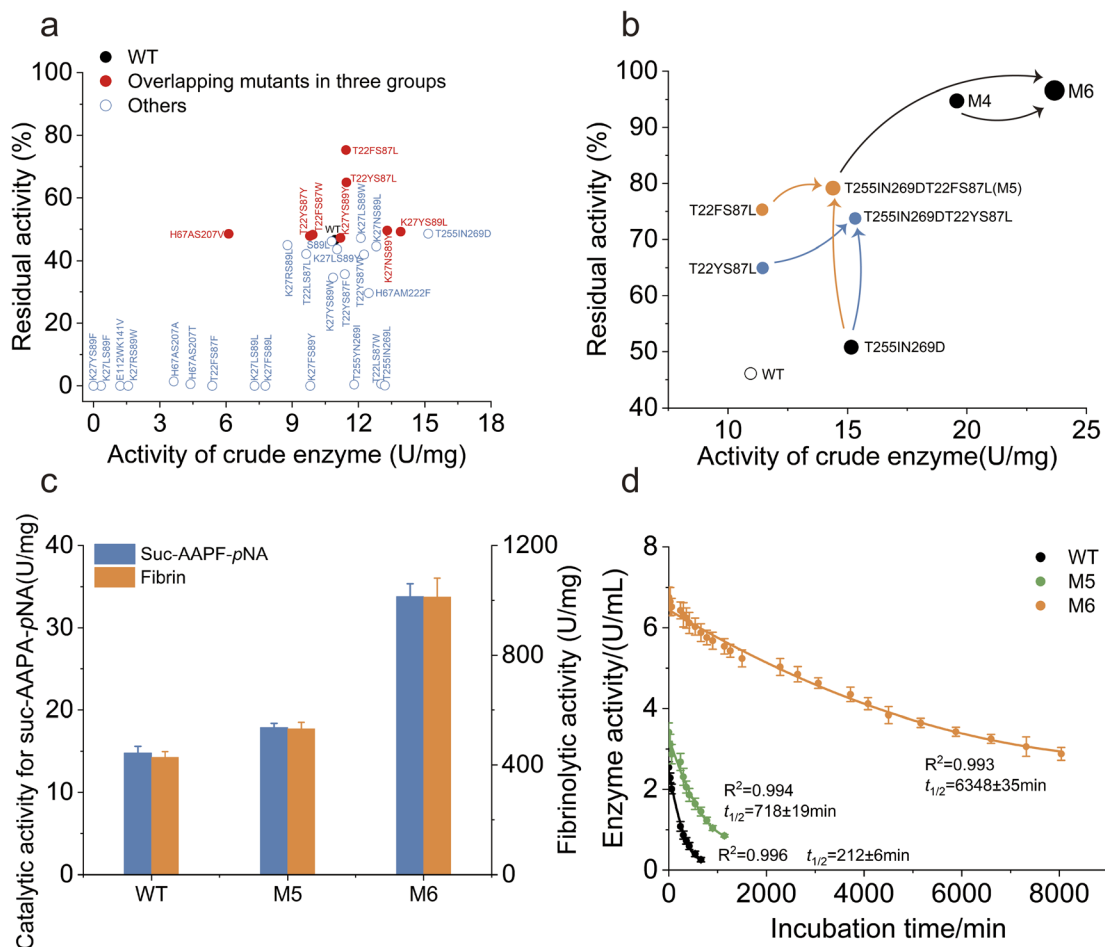 a
WT
Overlapping mutants in three groups
Others
100
80
60
40
20
0
Residual activity (%)
0
3
6
9
12
15
18
Activity of crude enzyme (U/mg)
T22FS87L
T22YS87L
H67AS207V
T22YS87Y
T22FS87W
K27YS89Y
K27LS89W
K27NS89L
K27YS89L
K27NS89Y
T255IN269D
WT
S89L
K27LS89Y
K27RS89L
T22LS87L
K27YS89W
T22YS87F
T22YS87W
H67AM222F
K27YS89F
K27LS89F
E112WK141V
K27RS89W
H67AS207A
H67AS207T
T22FS87F
K27LS89L
K27FS89L
K27FS89Y
T255YN269I
T22LS87W
T255IN269L
b
100
90
80
70
60
50
40
Residual activity (%)
10
15
20
25
Activity of crude enzyme(U/mg)
M6
M4
T255IN269DT22FS87L(M5)
T22FS87L
T255IN269DT22YS87L
T22YS87L
T255IN269D
WT
c
Suc-AAPF-pNA
Fibrin
40
30
20
10
0
Catalytic activity for suc-AAPA-pNA(U/mg)
1200
800
400
0
Fibrinolytic activity (U/mg)
WT
M5
M6
d
WT
M5
M6
8
6
4
2
0
Enzyme activity/(U/mL)
R²=0.993
t1/2=6348±35min
R²=0.994
t1/2=718±19min
R²=0.996 t1/2=212±6min
0
2000
4000
6000
8000
Incubation time/min